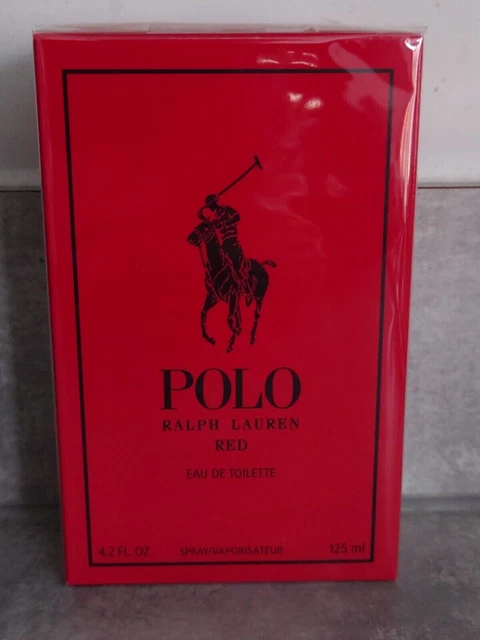 POLO
RALPH LAUREN
RED
EAU DE TOILETTE
4.2 FL. OZ. SPRAY/VAPORISATEUR 125 ml